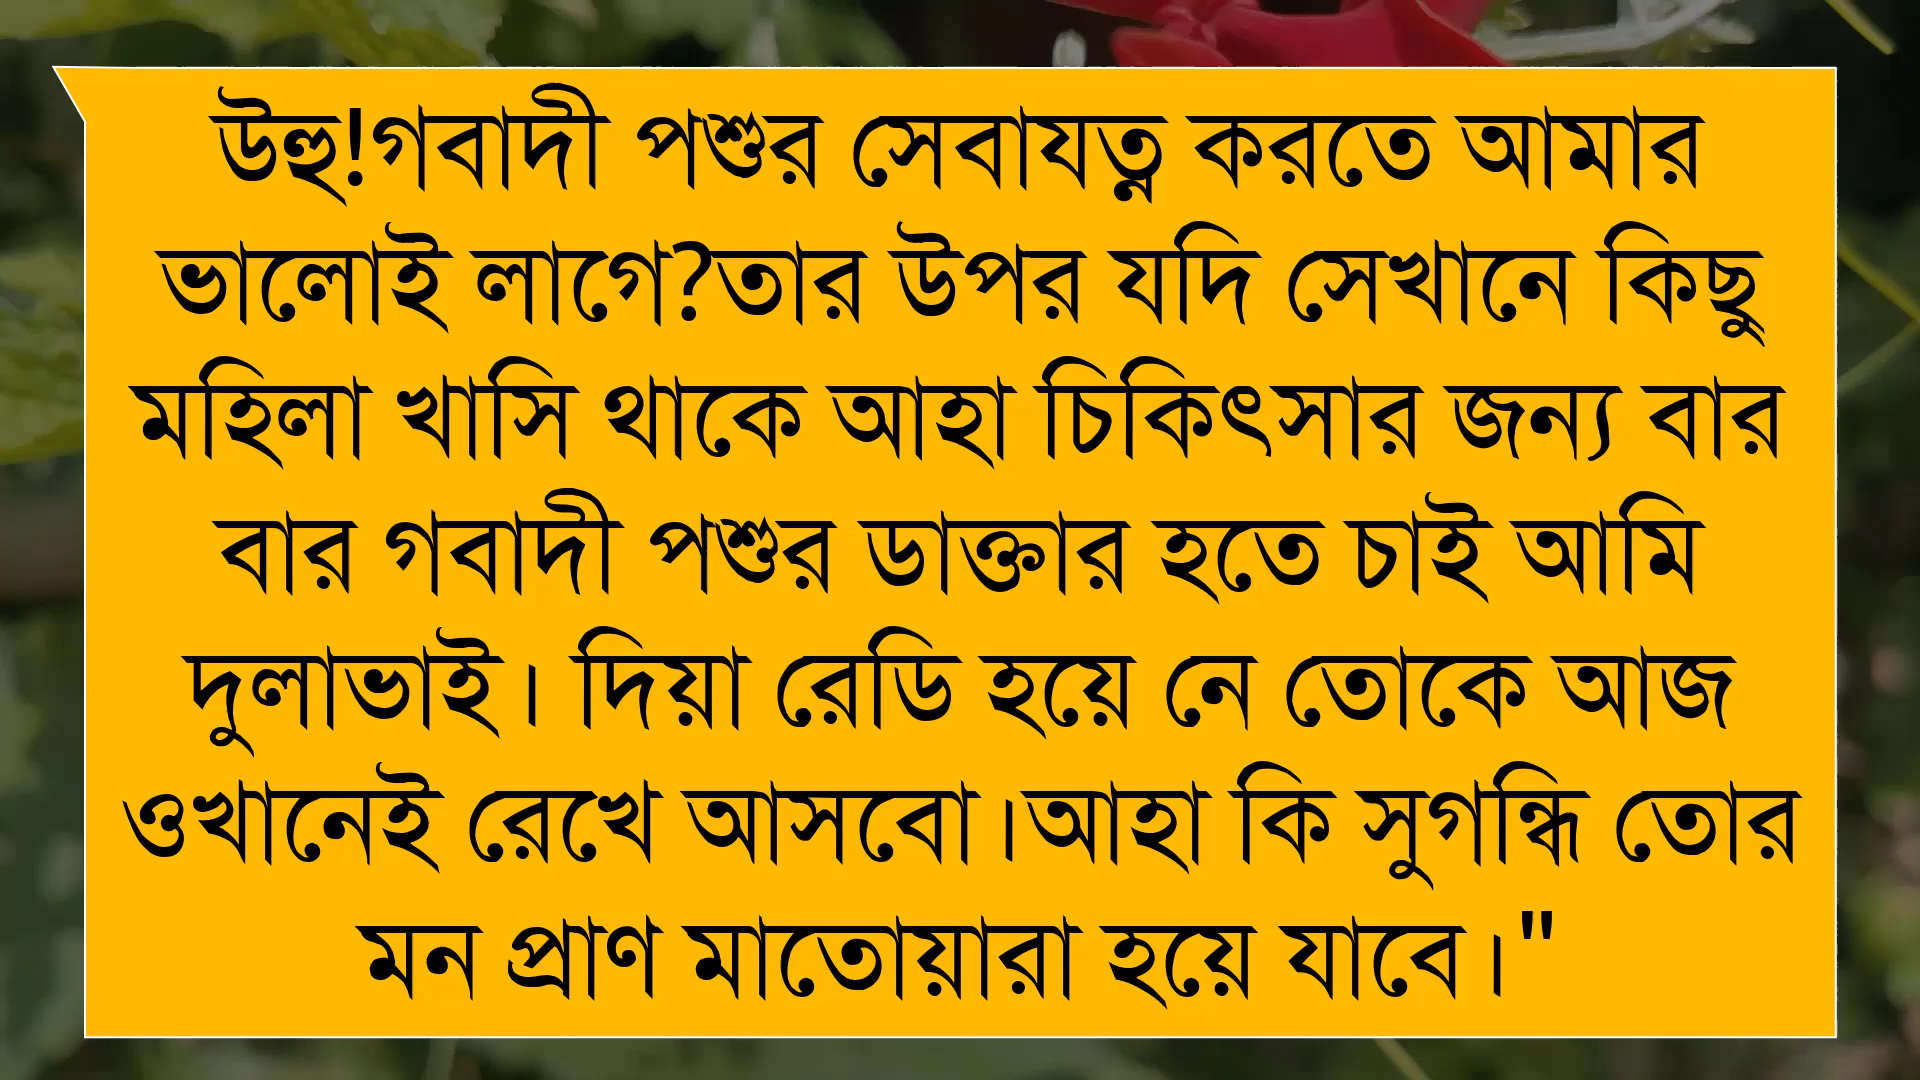 উহু!গবাদী পশুর সেবাযত্ন করতে আমার
ভালোই লাগে?তার উপর যদি সেখানে কিছু
মহিলা খাসি থাকে আহা চিকিৎসার জন্য বার
বার গবাদী পশুর ডাক্তার হতে চাই আমি
দুলাভাই। দিয়া রেডি হয়ে নে তোকে আজ
ওখানেই রেখে আসবো।আহা কি সুগন্ধি তোর
মন প্রাণ মাতোয়ারা হয়ে যাবে।"